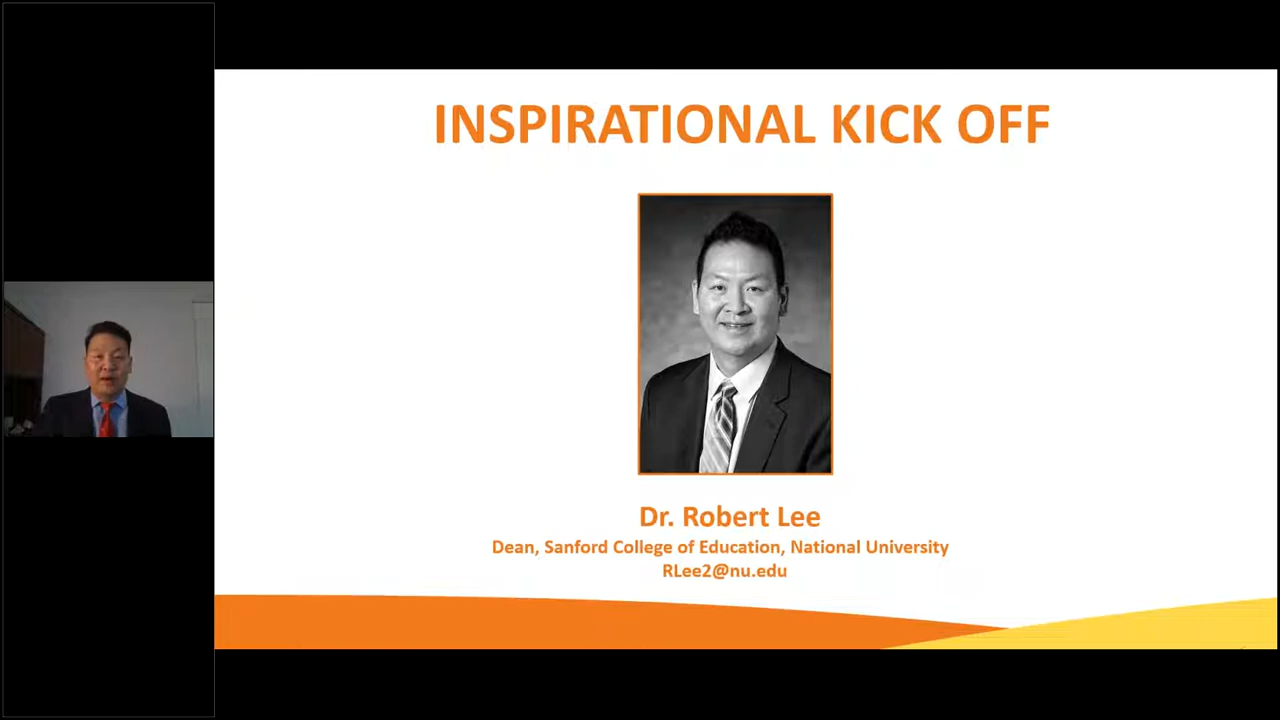 INSPIRATIONAL KICK OFF
Dr. Robert Lee
Dean, Sanford College of Education, National University
RLee2@nu.edu